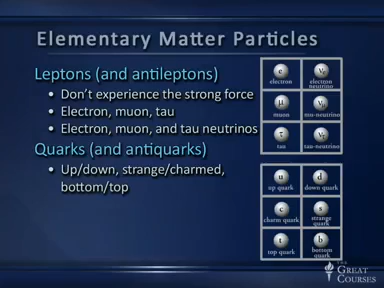 Elementary Matter Particles
Leptons (and antileptons)
• Don't experience the strong force
• Electron, muon, tau
• Electron, muon, and tau neutrinos
Quarks (and antiquarks)
• Up/down, strange/charmed,
bottom/top
e
electron
νe
electron
neutrino
μ
muon
mu-neutrino
τ
tau
tau-neutrino
u
up quark
d
down quark
c
charm quark
s
strange
quark
t
top quark
b
bottom
quark
THE
GREAT
COURSES